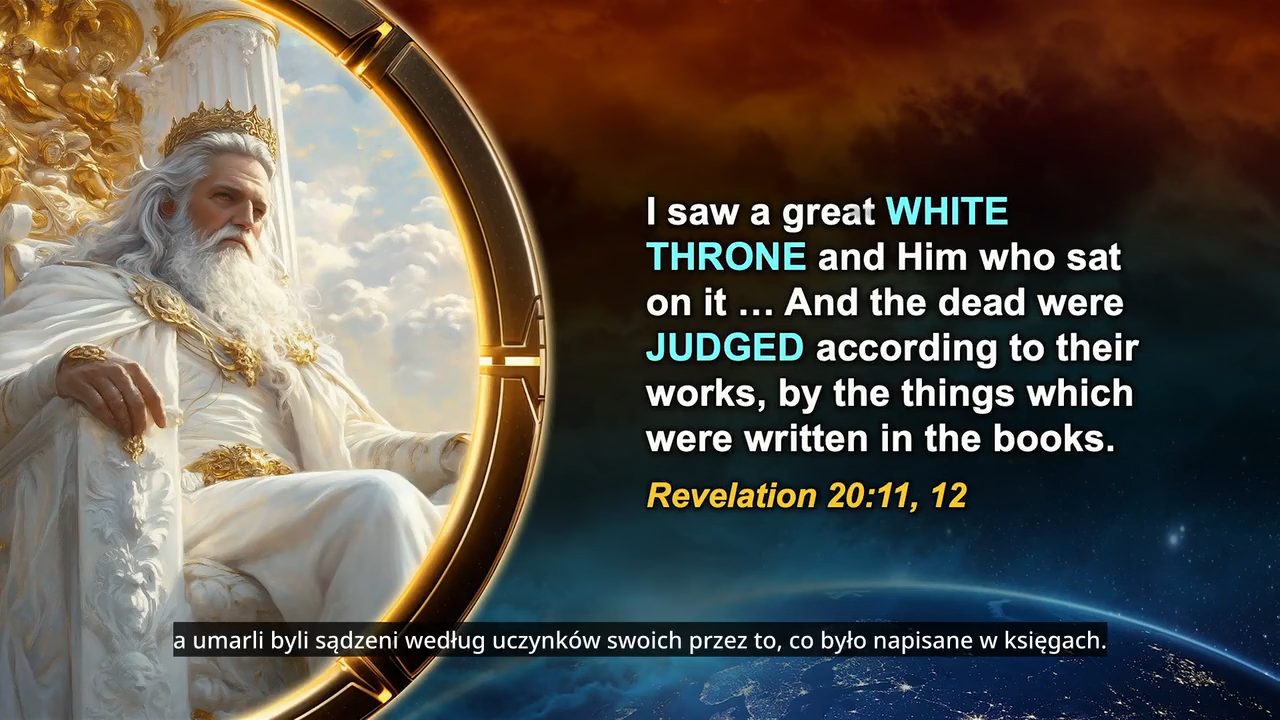 I saw a great WHITE
THRONE and Him who sat
on it … And the dead were
JUDGED according to their
works, by the things which
were written in the books.
Revelation 20:11, 12
a umarli byli sądzeni według uczynków swoich przez to, co było napisane w księgach.